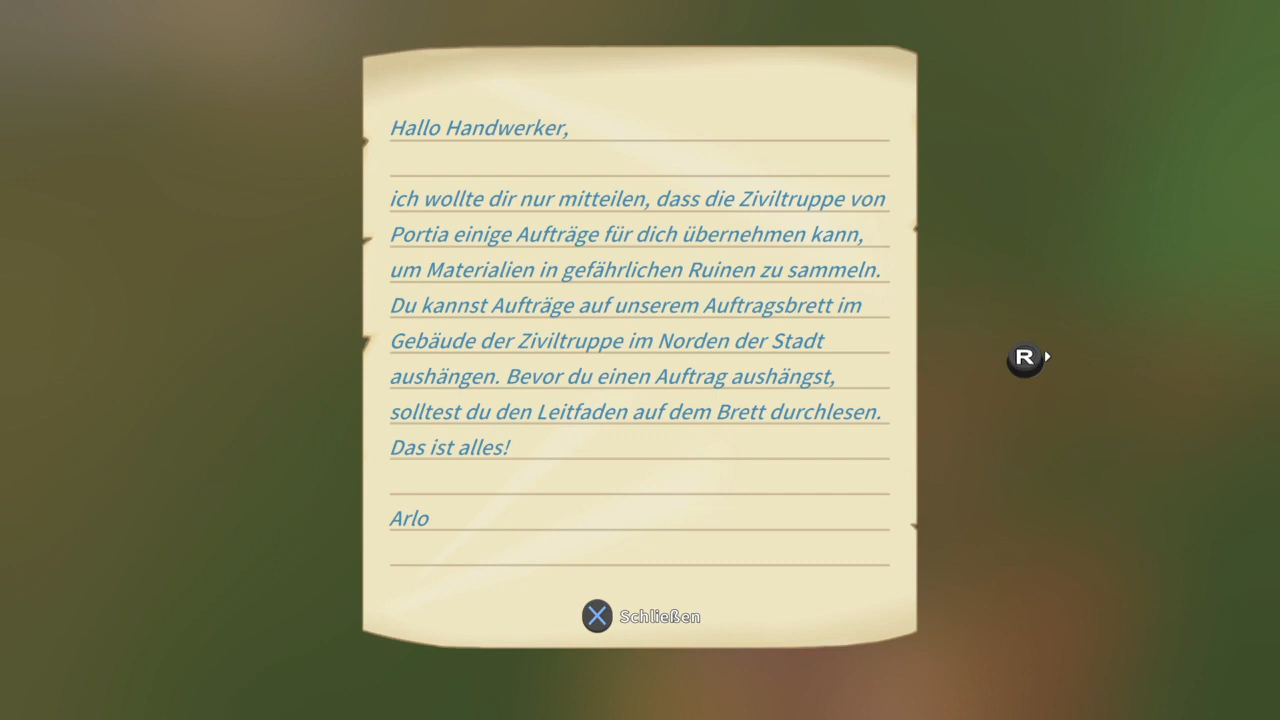 Hallo Handwerker,
ich wollte dir nur mitteilen, dass die Ziviltruppe von
Portia einige Aufträge für dich übernehmen kann,
um Materialien in gefährlichen Ruinen zu sammeln.
Du kannst Aufträge auf unserem Auftragsbrett im
Gebäude der Ziviltruppe im Norden der Stadt
aushängen. Bevor du einen Auftrag aushängst,
solltest du den Leitfaden auf dem Brett durchlesen.
Das ist alles!
Arlo
R
Schließen